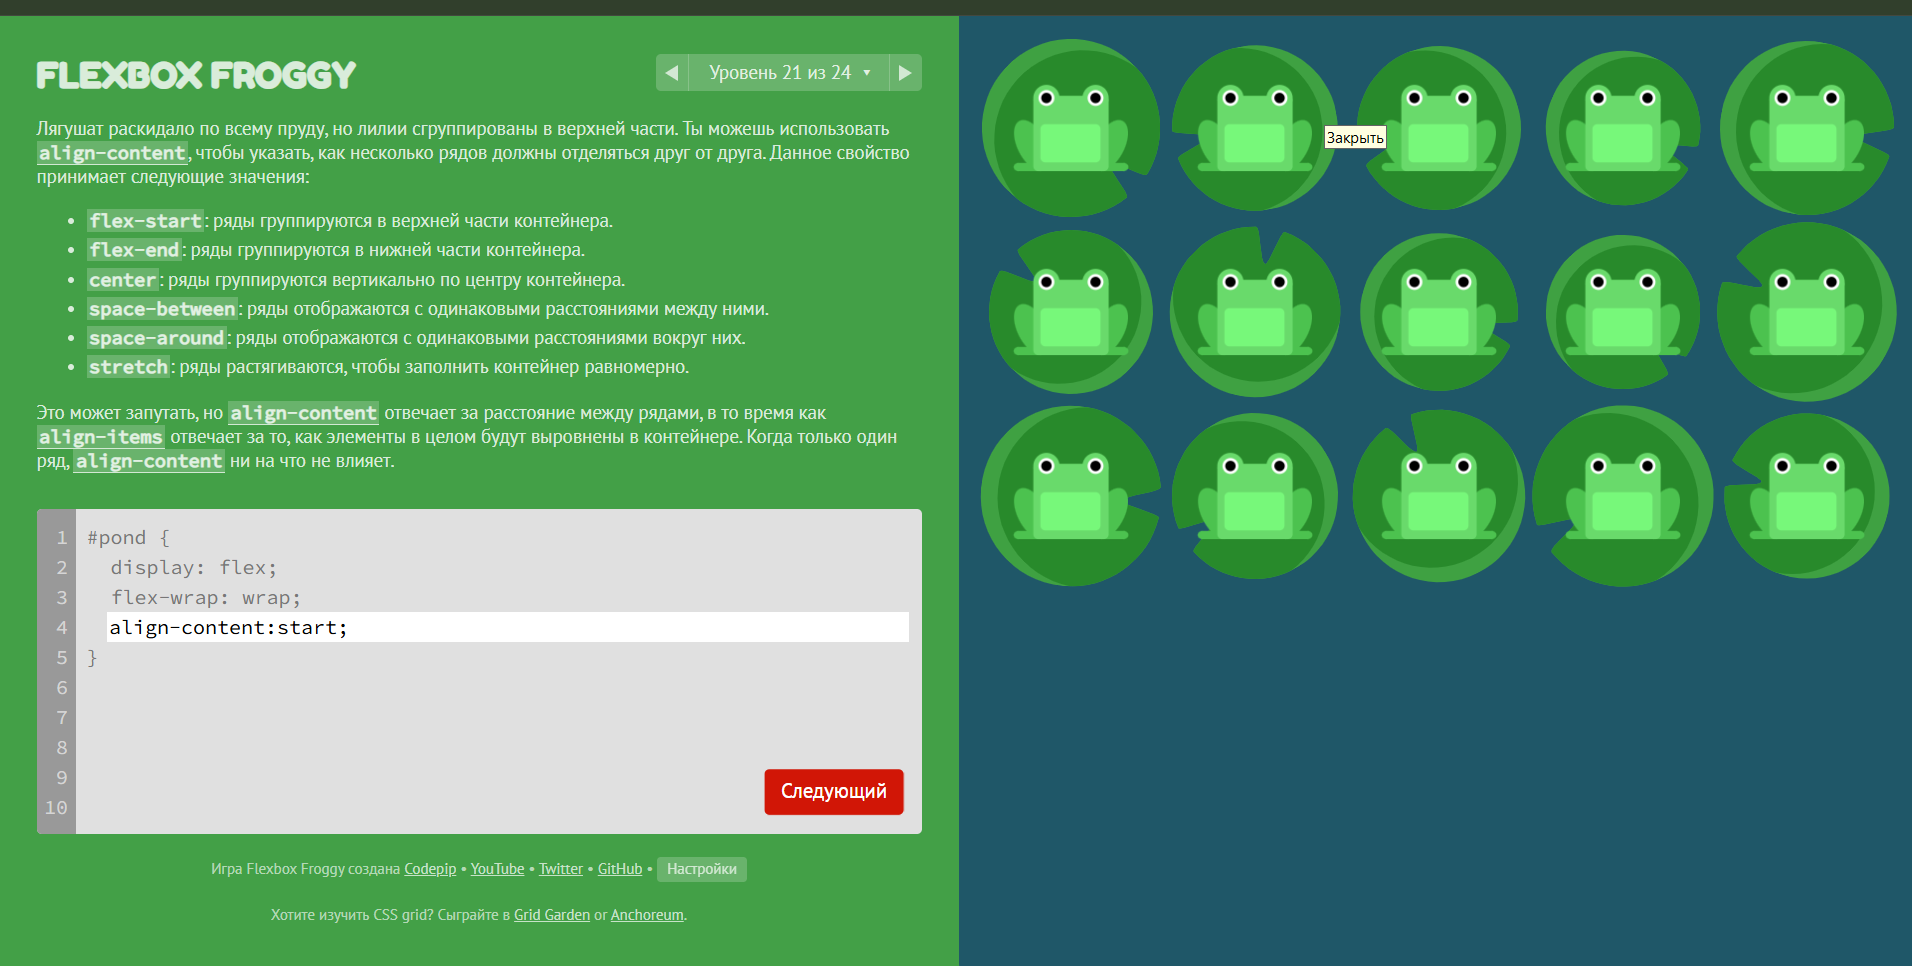 FLEXBOX FROGGY
Уровень 21 из 24
Лягушат раскидало по всему пруду, но лилии сгруппированы в верхней части. Ты можешь использовать
align-content, чтобы указать, как несколько рядов должны отделяться друг от друга. Данное свойство
принимает следующие значения:
• flex-start: ряды группируются в верхней части контейнера.
• flex-end: ряды группируются в нижней части контейнера.
• center: ряды группируются вертикально по центру контейнера.
• space-between: ряды отображаются с одинаковыми расстояниями между ними.
• space-around: ряды отображаются с одинаковыми расстояниями вокруг них.
• stretch: ряды растягиваются, чтобы заполнить контейнер равномерно.
Это может запутать, но align-content отвечает за расстояние между рядами, в то время как
align-items отвечает за то, как элементы в целом будут выровнены в контейнере. Когда только один
ряд, align-content ни на что не влияет.
1 #pond {
2 display: flex;
3 flex-wrap: wrap;
4 align-content:start;
5 }
6
7
8
9
10
Следующий
Игра Flexbox Froggy создана Codepip • YouTube • Twitter • GitHub • Настройки
Хотите изучить CSS grid? Сыграйте в Grid Garden or Anchoreum.
Закрыть